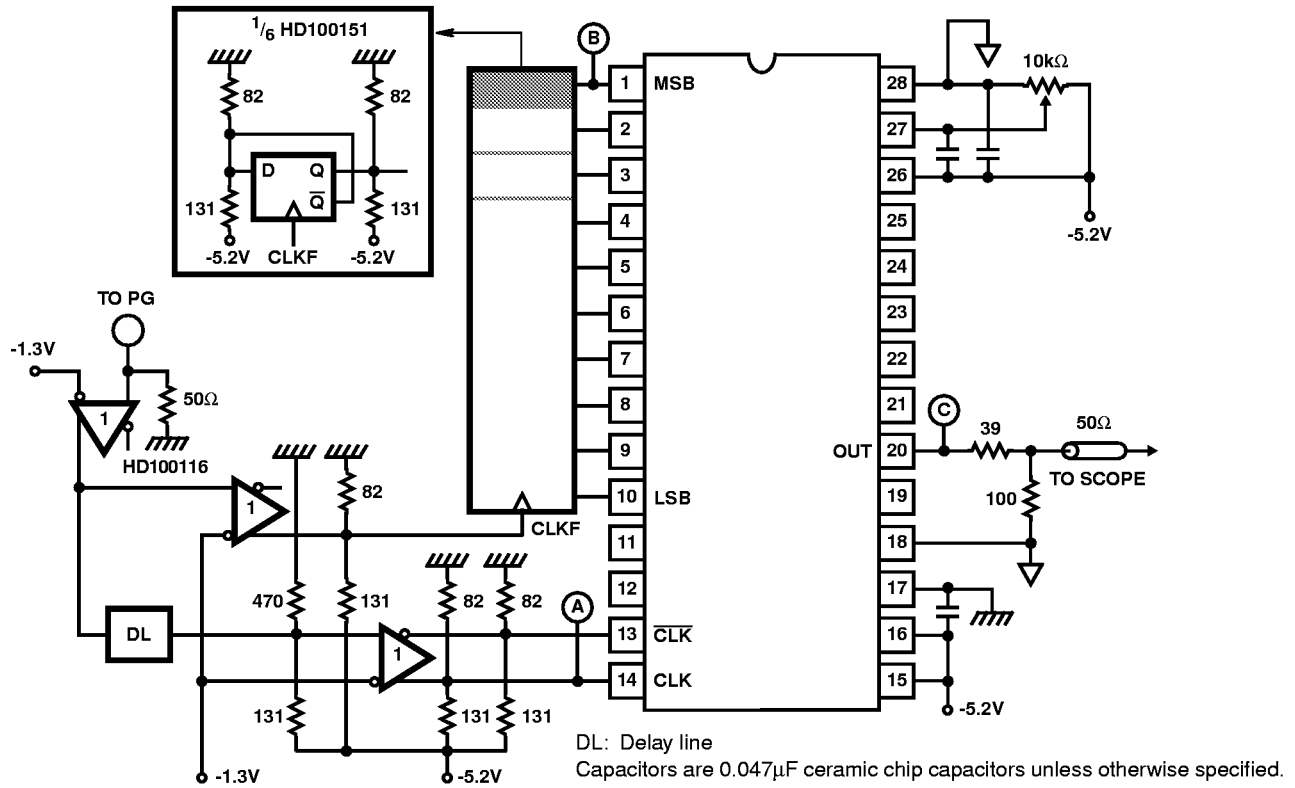 1/6 HD100151
82
82
D
Q
Q̅
131
131
-5.2V
CLKF
-5.2V
TO PG
-1.3V
1
50Ω
HD100116
1
82
470
131
DL
1
82
82
131
131
131
-1.3V
-5.2V
CLKF
A
B
1
MSB
2
3
4
5
6
7
8
9
10
LSB
11
12
13
C̅L̅K̅
14
CLK
28
27
26
25
24
23
22
21
OUT
20
19
18
17
16
15
10kΩ
-5.2V
C
39
50Ω
TO SCOPE
100
-5.2V
DL: Delay line
Capacitors are 0.047µF ceramic chip capacitors unless otherwise specified.